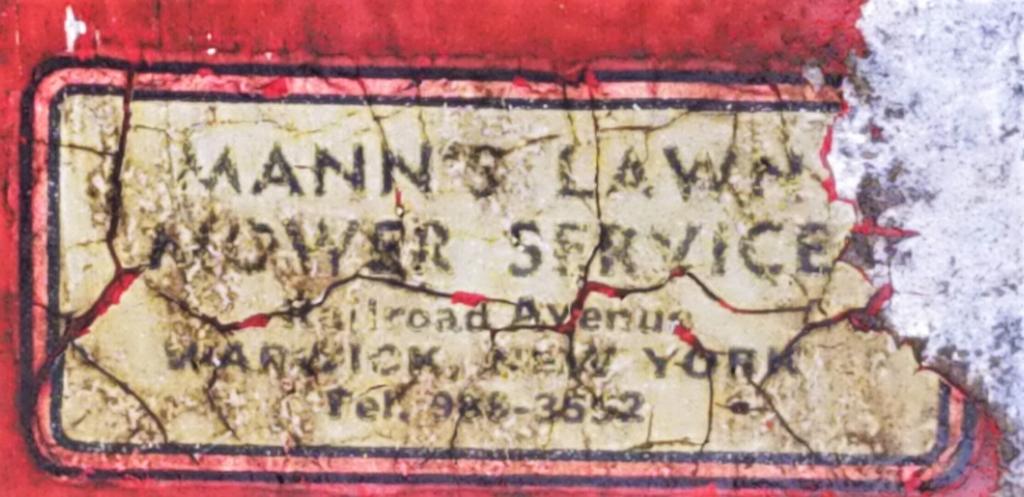 MANN'S LAWN
MOWER SERVICE
Railroad Avenue
WARWICK, NEW YORK
Tel. 986-3552